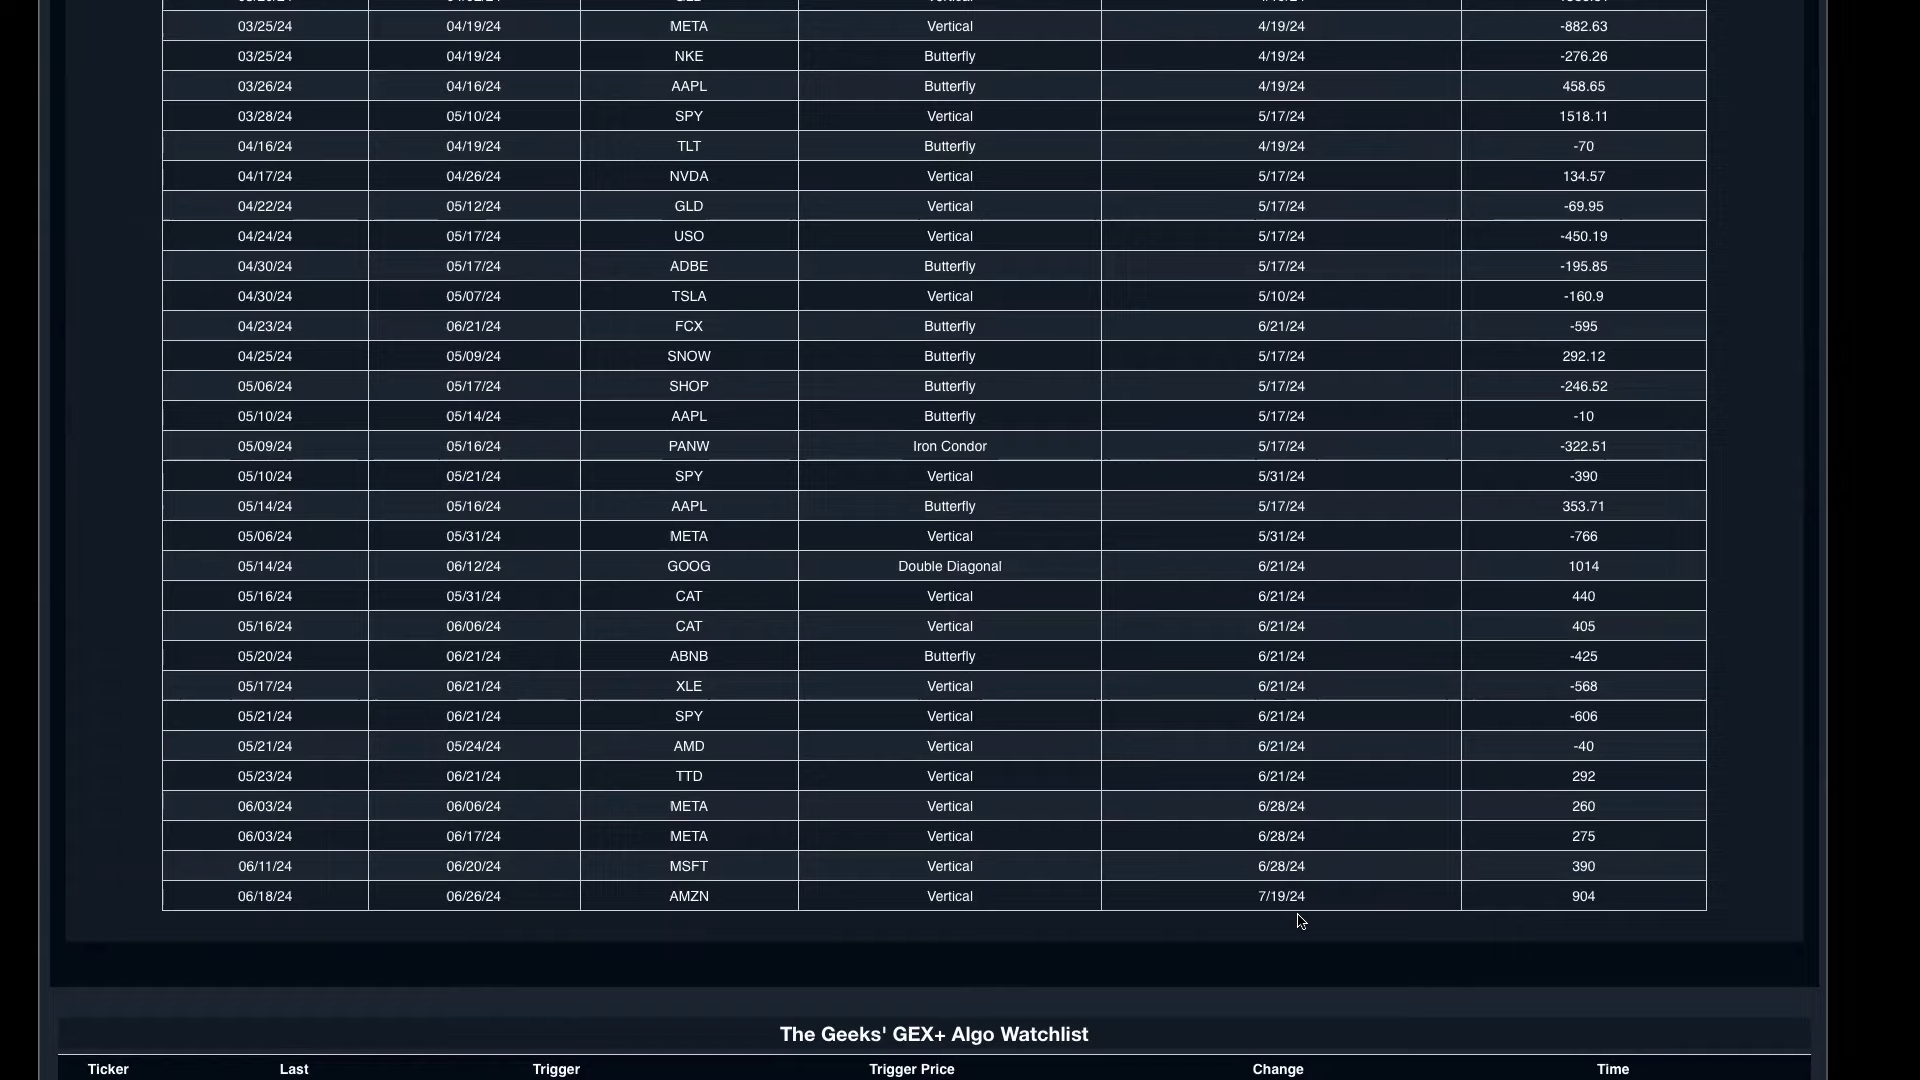 03/25/24 04/19/24 META Vertical 4/19/24 -882.63
03/25/24 04/19/24 NKE Butterfly 4/19/24 -276.26
03/26/24 04/16/24 AAPL Butterfly 4/19/24 458.65
03/28/24 05/10/24 SPY Vertical 5/17/24 1518.11
04/16/24 04/19/24 TLT Butterfly 4/19/24 -70
04/17/24 04/26/24 NVDA Vertical 5/17/24 134.57
04/22/24 05/12/24 GLD Vertical 5/17/24 -69.95
04/24/24 05/17/24 USO Vertical 5/17/24 -450.19
04/30/24 05/17/24 ADBE Butterfly 5/17/24 -195.85
04/30/24 05/07/24 TSLA Vertical 5/10/24 -160.9
04/23/24 06/21/24 FCX Butterfly 6/21/24 -595
04/25/24 05/09/24 SNOW Butterfly 5/17/24 292.12
05/06/24 05/17/24 SHOP Butterfly 5/17/24 -246.52
05/10/24 05/14/24 AAPL Butterfly 5/17/24 -10
05/09/24 05/16/24 PANW Iron Condor 5/17/24 -322.51
05/10/24 05/21/24 SPY Vertical 5/31/24 -390
05/14/24 05/16/24 AAPL Butterfly 5/17/24 353.71
05/06/24 05/31/24 META Vertical 5/31/24 -766
05/14/24 06/12/24 GOOG Double Diagonal 6/21/24 1014
05/16/24 05/31/24 CAT Vertical 6/21/24 440
05/16/24 06/06/24 CAT Vertical 6/21/24 405
05/20/24 06/21/24 ABNB Butterfly 6/21/24 -425
05/17/24 06/21/24 XLE Vertical 6/21/24 -568
05/21/24 06/21/24 SPY Vertical 6/21/24 -606
05/21/24 05/24/24 AMD Vertical 6/21/24 -40
05/23/24 06/21/24 TTD Vertical 6/21/24 292
06/03/24 06/06/24 META Vertical 6/28/24 260
06/03/24 06/17/24 META Vertical 6/28/24 275
06/11/24 06/20/24 MSFT Vertical 6/28/24 390
06/18/24 06/26/24 AMZN Vertical 7/19/24 904
The Geeks' GEX+ Algo Watchlist
Ticker Last Trigger Trigger Price Change Time